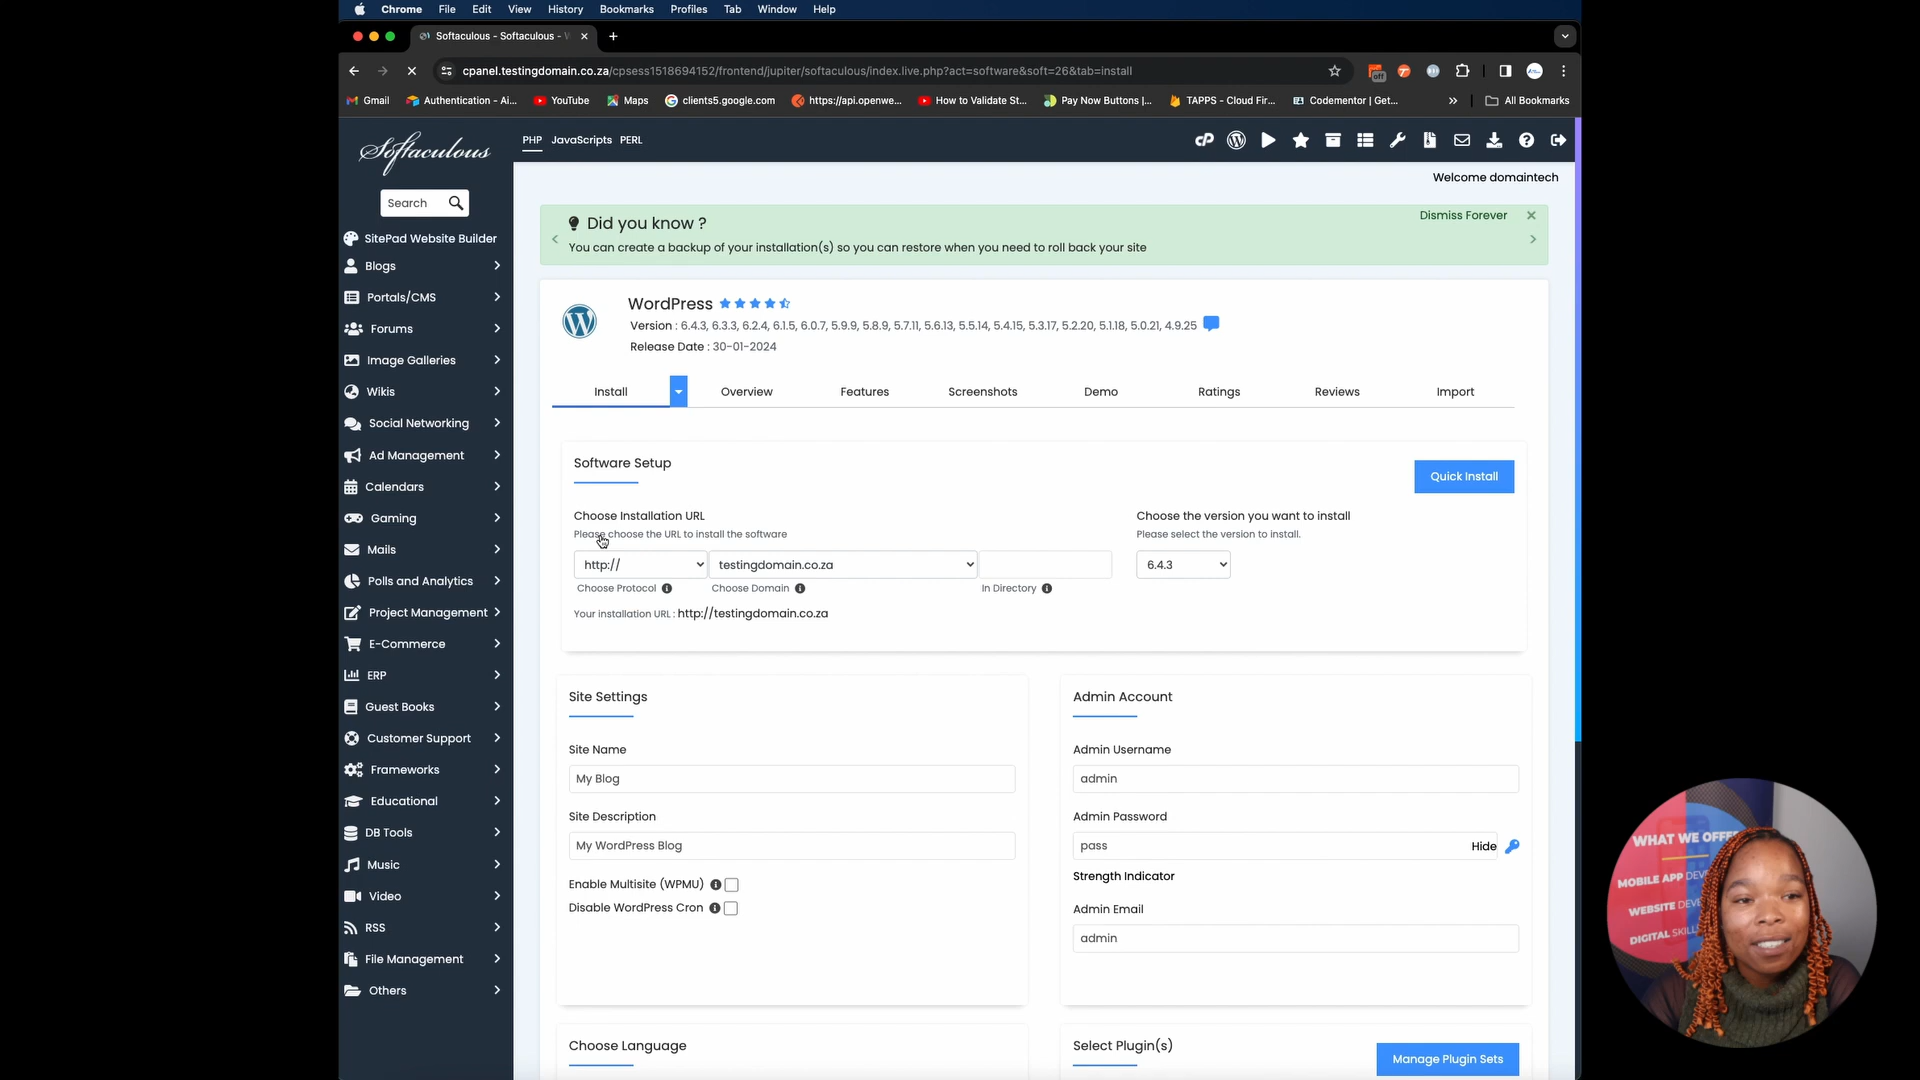 Chrome File Edit View History Bookmarks Profiles Tab Window Help
Softaculous - Softaculous - W
cpanel.testingdomain.co.za/cpsess1518694152/frontend/jupiter/softaculous/index.live.php?act=software&soft=26&tab=install
off
Gmail Authentication - Ai... YouTube Maps clients5.google.com https://api.openwe... How to Validate St... Pay Now Buttons |... TAPPS - Cloud Fir... Codementor | Get... » All Bookmarks
Softaculous
PHP JavaScripts PERL
cP
Welcome domaintech
Search
SitePad Website Builder
Blogs
Portals/CMS
Forums
Image Galleries
Wikis
Social Networking
Ad Management
Calendars
Gaming
Mails
Polls and Analytics
Project Management
E-Commerce
ERP
Guest Books
Customer Support
Frameworks
Educational
DB Tools
Music
Video
RSS
File Management
Others
Did you know ?
Dismiss Forever
You can create a backup of your installation(s) so you can restore when you need to roll back your site
WordPress
Version : 6.4.3, 6.3.3, 6.2.4, 6.1.5, 6.0.7, 5.9.9, 5.8.9, 5.7.11, 5.6.13, 5.5.14, 5.4.15, 5.3.17, 5.2.20, 5.1.18, 5.0.21, 4.9.25
Release Date : 30-01-2024
Install Overview Features Screenshots Demo Ratings Reviews Import
Software Setup
Quick Install
Choose Installation URL
Please choose the URL to install the software
http:// testingdomain.co.za
Choose Protocol Choose Domain In Directory
Your installation URL : http://testingdomain.co.za
Choose the version you want to install
Please select the version to install.
6.4.3
Site Settings
Site Name
My Blog
Site Description
My WordPress Blog
Enable Multisite (WPMU)
Disable WordPress Cron
Admin Account
Admin Username
admin
Admin Password
pass
Hide
Strength Indicator
Admin Email
admin
Choose Language
Select Plugin(s)
Manage Plugin Sets
WHAT WE OFFE
MOBILE APP DEV
WEBSITE DEVE
DIGITAL SKILL